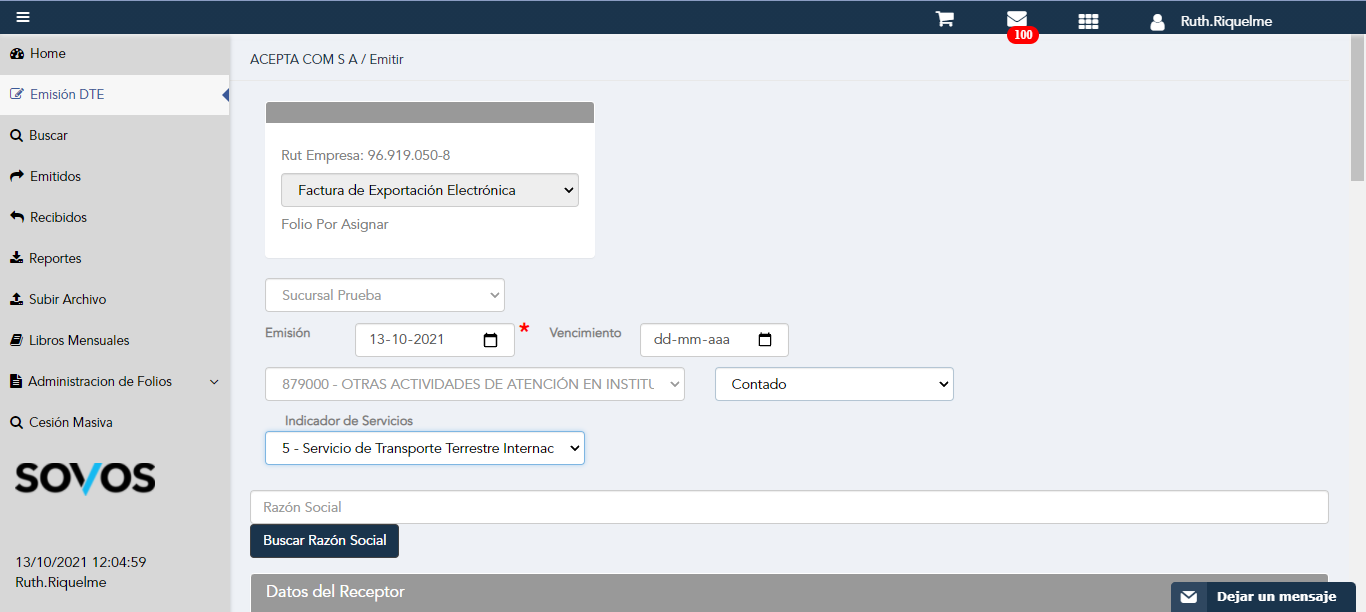 Ruth.Riquelme
100
Home
Emisión DTE
Buscar
Emitidos
Recibidos
Reportes
Subir Archivo
Libros Mensuales
Administracion de Folios
Cesión Masiva
SOVOS
13/10/2021 12:04:59
Ruth.Riquelme
ACEPTA COM S A / Emitir
Rut Empresa: 96.919.050-8
Factura de Exportación Electrónica
Folio Por Asignar
Sucursal Prueba
Emisión 13-10-2021 * Vencimiento dd-mm-aaa
879000 - OTRAS ACTIVIDADES DE ATENCIÓN EN INSTITU Contado
Indicador de Servicios
5 - Servicio de Transporte Terrestre Internac
Razón Social
Buscar Razón Social
Datos del Receptor
Dejar un mensaje